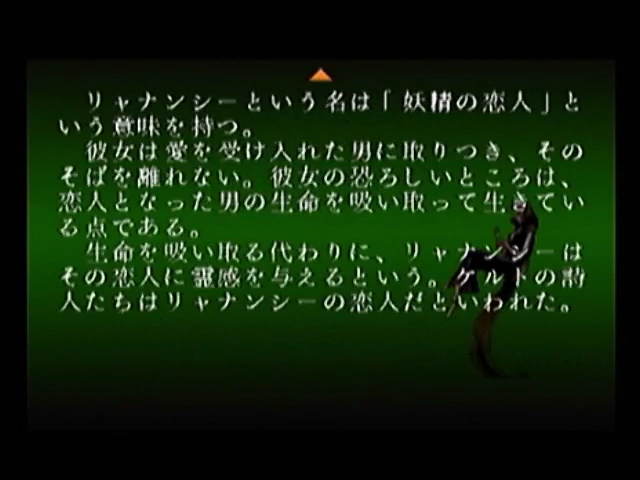 リャナンシーという名は「妖精の恋人」と
いう意味を持つ。
彼女は愛を受け入れた男に取りつき、その
そばを離れない。彼女の恐ろしいところは、
恋人となった男の生命を吸い取って生きてい
る点である。
生命を吸い取る代わりに、リャナンシーは
その恋人に霊感を与えるという。ケルトの詩
人たちはリャナンシーの恋人だといわれた。